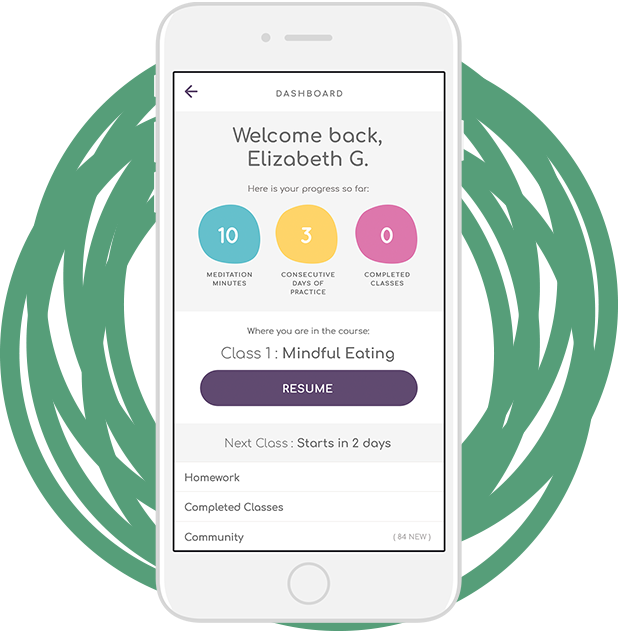 DASHBOARD
Welcome back,
Elizabeth G.
Here is your progress so far:
10
3
0
MEDITATION
MINUTES
CONSECUTIVE
DAYS OF
PRACTICE
COMPLETED
CLASSES
Where you are in the course:
Class 1 : Mindful Eating
RESUME
Next Class : Starts in 2 days
Homework
Completed Classes
Community ( 84 NEW )